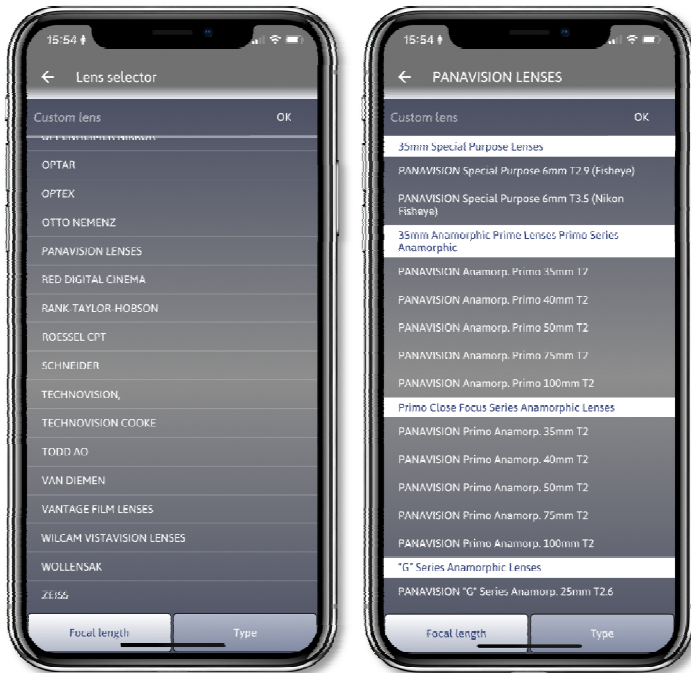 15:54
Lens selector
Custom lens OK
OPTAR
OPTEX
OTTO NEMENZ
PANAVISION LENSES
RED DIGITAL CINEMA
RANK-TAYLOR-HOBSON
ROESSEL CPT
SCHNEIDER
TECHNOVISION,
TECHNOVISION COOKE
TODD AO
VAN DIEMEN
VANTAGE FILM LENSES
WILCAM VISTAVISION LENSES
WOLLENSAK
ZEISS
Focal length Type
15:54
PANAVISION LENSES
Custom lens OK
35mm Special Purpose Lenses
PANAVISION Special Purpose 6mm T2.9 (Fisheye)
PANAVISION Special Purpose 6mm T3.5 (Nikon
Fisheye)
35mm Anamorphic Prime Lenses Primo Series
Anamorphic
PANAVISION Anamorp. Primo 35mm T2
PANAVISION Anamorp. Primo 40mm T2
PANAVISION Anamorp. Primo 50mm T2
PANAVISION Anamorp. Primo 75mm T2
PANAVISION Anamorp. Primo 100mm T2
Primo Close Focus Series Anamorphic Lenses
PANAVISION Primo Anamorp. 35mm T2
PANAVISION Primo Anamorp. 40mm T2
PANAVISION Primo Anamorp. 50mm T2
PANAVISION Primo Anamorp. 75mm T2
PANAVISION Primo Anamorp. 100mm T2
"G" Series Anamorphic Lenses
PANAVISION "G" Series Anamorp. 25mm T2.6
Focal length Type